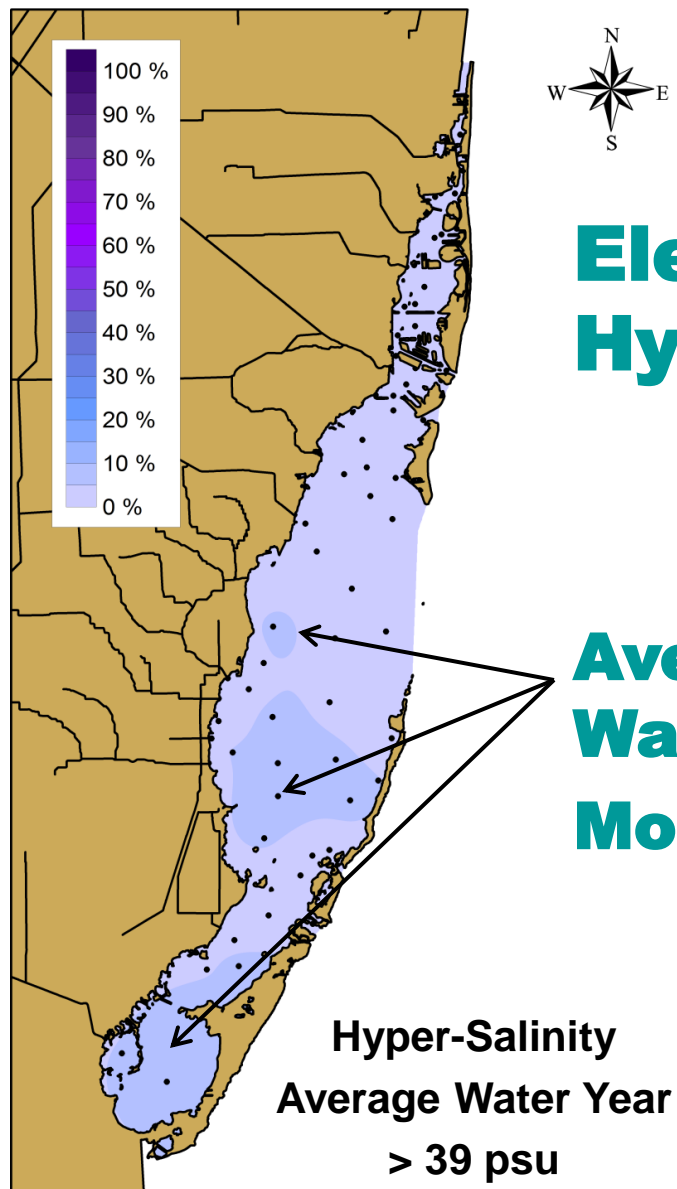 100 %
90 %
80 %
70 %
60 %
50 %
40 %
30 %
20 %
10 %
0 %
N
W E
S
Ele
Hy
Ave
Wa
Mo
Hyper-Salinity
Average Water Year
> 39 psu